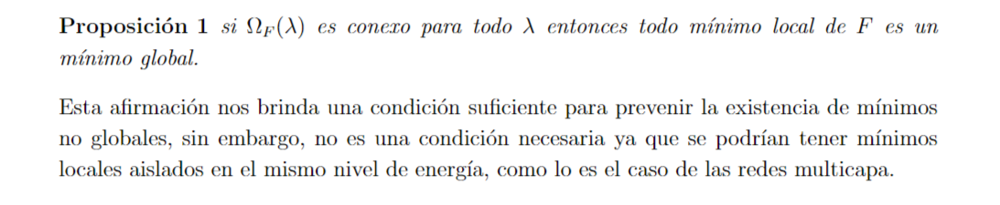 Proposición 1 si Ω_F(λ) es conexo para todo λ entonces todo mínimo local de F es un
mínimo global.
Esta afirmación nos brinda una condición suficiente para prevenir la existencia de mínimos
no globales, sin embargo, no es una condición necesaria ya que se podrían tener mínimos
locales aislados en el mismo nivel de energía, como lo es el caso de las redes multicapa.